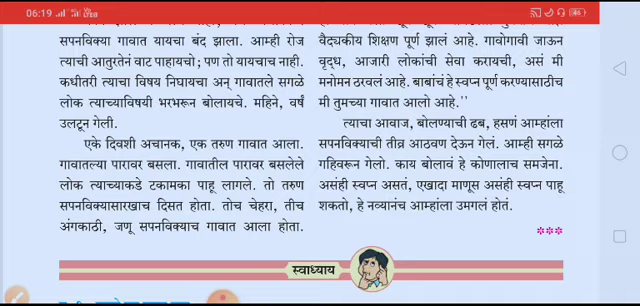 06:19
सपनविक्या गावात यायचा बंद झाला. आम्ही रोज
त्याची आतुरतेनं वाट पाहायचो; पण तो यायचाच नाही.
कधीतरी त्याचा विषय निघायचा अन् गावातले सगळे
लोक त्याच्याविषयी भरभरून बोलायचे. महिने, वर्षं
उलटून गेली.
एके दिवशी अचानक, एक तरुण गावात आला.
गावातल्या पारावर बसला. गावातील पारावर बसलेले
लोक त्याच्याकडे टकामका पाहू लागले. तो तरुण
सपनविक्यासारखाच दिसत होता. तोच चेहरा, तीच
अंगकाठी, जणू सपनविक्याच गावात आला होता.
वैद्यकीय शिक्षण पूर्ण झालं आहे. गावोगावी जाऊन
वृद्ध, आजारी लोकांची सेवा करायची, असं मी
मनोमन ठरवलं आहे. बाबांचं हे स्वप्न पूर्ण करण्यासाठीच
मी तुमच्या गावात आलो आहे.''
त्याचा आवाज, बोलण्याची ढब, हसणं आम्हांला
सपनविक्याची तीव्र आठवण देऊन गेलं. आम्ही सगळे
गहिवरून गेलो. काय बोलावं हे कोणालाच समजेना.
असंही स्वप्न असतं, एखादा माणूस असंही स्वप्न पाहू
शकतो, हे नव्यानंच आम्हांला उमगलं होतं.
***
स्वाध्याय